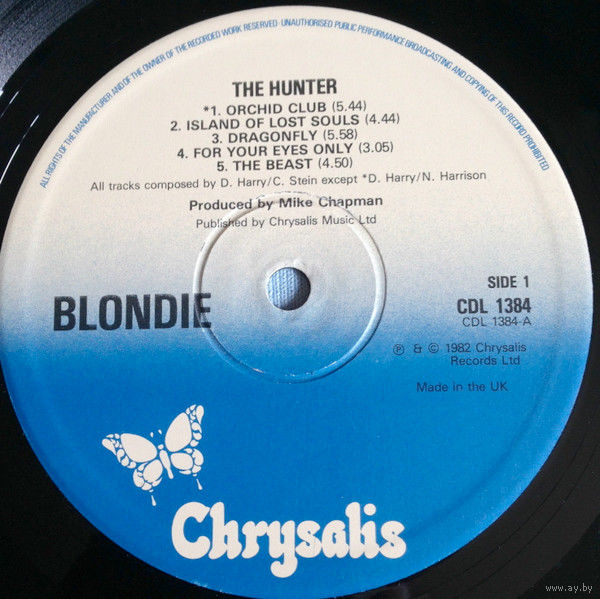 ALL RIGHTS OF THE MANUFACTURER AND OF THE OWNER OF THE RECORDED WORK RESERVED · UNAUTHORISED PUBLIC PERFORMANCE BROADCASTING AND COPYING OF THIS RECORD PROHIBITED
THE HUNTER
*1. ORCHID CLUB (5.44)
2. ISLAND OF LOST SOULS (4.44)
3. DRAGONFLY (5.58)
4. FOR YOUR EYES ONLY (3.05)
5. THE BEAST (4.50)
All tracks composed by D. Harry/C. Stein except *D. Harry/N. Harrison
Produced by Mike Chapman
Published by Chrysalis Music Ltd
SIDE 1
BLONDIE
CDL 1384
CDL 1384-A
℗ & © 1982 Chrysalis
Records Ltd
Made in the UK
Chrysalis
www.ay.by